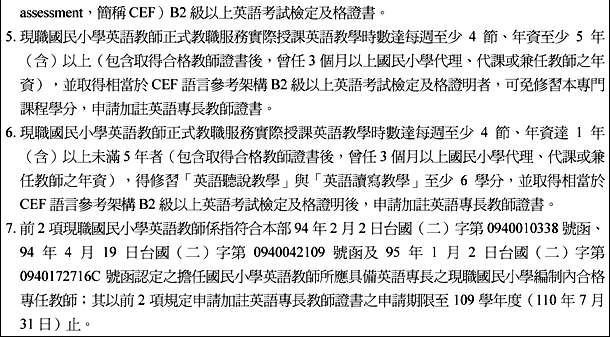 assessment，簡稱 CEF）B2 級以上英語考試檢定及格證書。
5. 現職國民小學英語教師正式教職服務實際授課英語教學時數達每週至少 4 節、年資至少 5 年
（含）以上（包含取得合格教師證書後，曾任 3 個月以上國民小學代理、代課或兼任教師之年
資），並取得相當於 CEF 語言參考架構 B2 級以上英語考試檢定及格證明者，可免修習本專門
課程學分，申請加註英語專長教師證書。
6. 現職國民小學英語教師正式教職服務實際授課英語教學時數達每週至少 4 節、年資達 1 年
（含）以上未滿 5 年者（包含取得合格教師證書後，曾任 3 個月以上國民小學代理、代課或兼
任教師之年資），得修習「英語聽說教學」與「英語讀寫教學」至少 6 學分，並取得相當於
CEF 語言參考架構 B2 級以上英語考試檢定及格證明後，申請加註英語專長教師證書。
7. 前 2 項現職國民小學英語教師係指符合本部 94 年 2 月 2 日台國（二）字第 0940010338 號函、
94 年 4 月 19 日台國（二）字第 0940042109 號函及 95 年 1 月 2 日台國（二）字第
0940172716C 號函認定之擔任國民小學英語教師所應具備英語專長之現職國民小學編制內合格
專任教師；其以前 2 項規定申請加註英語專長教師證書之申請期限至 109 學年度（110 年 7 月
31 日）止。